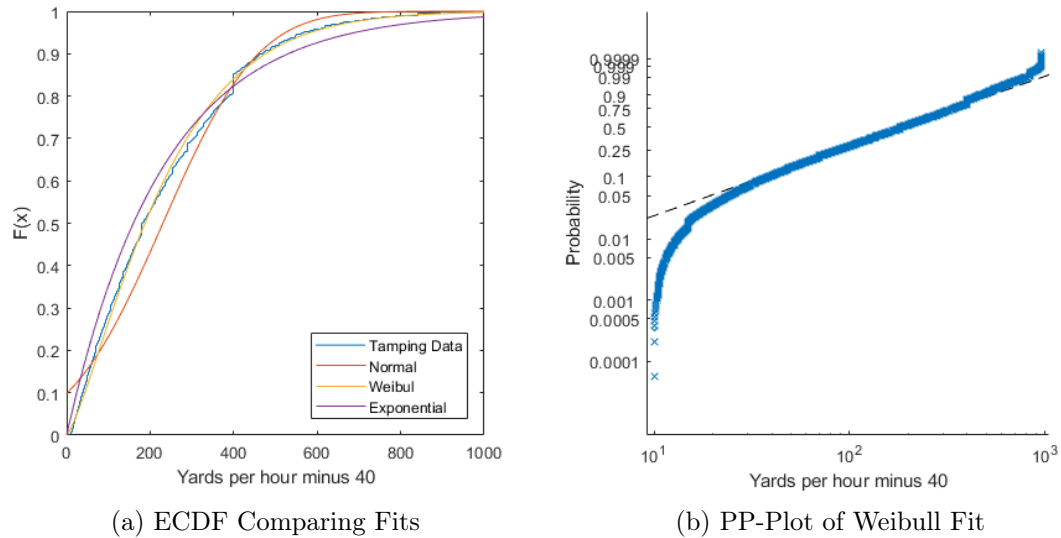 1
0.9
0.8
0.7
0.6
0.5
0.4
0.3
0.2
0.1
0
F(x)
Tamping Data
Normal
Weibul
Exponential
0 200 400 600 800 1000
Yards per hour minus 40
(a) ECDF Comparing Fits
0.9999
0.999
0.99
0.9
0.75
0.5
0.25
0.1
0.05
0.01
0.005
0.001
0.0005
0.0001
Probability
10^1 10^2 10^3
Yards per hour minus 40
(b) PP-Plot of Weibull Fit